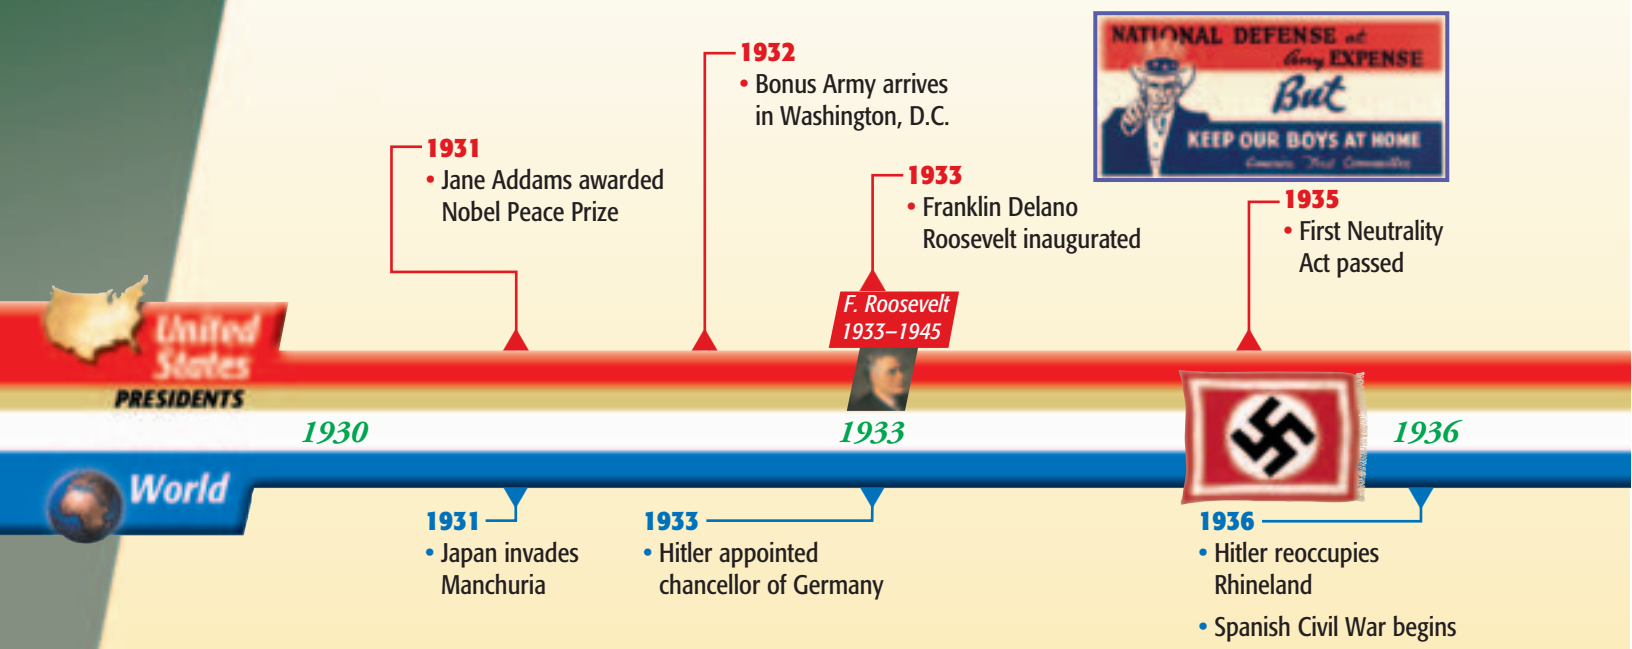 NATIONAL DEFENSE at
Any EXPENSE
But
KEEP OUR BOYS AT HOME
America First Committee
1932
• Bonus Army arrives
in Washington, D.C.
1931
• Jane Addams awarded
Nobel Peace Prize
1933
• Franklin Delano
Roosevelt inaugurated
1935
• First Neutrality
Act passed
F. Roosevelt
1933–1945
United
States
PRESIDENTS
1930
1933
1936
World
1931
• Japan invades
Manchuria
1933
• Hitler appointed
chancellor of Germany
1936
• Hitler reoccupies
Rhineland
• Spanish Civil War begins